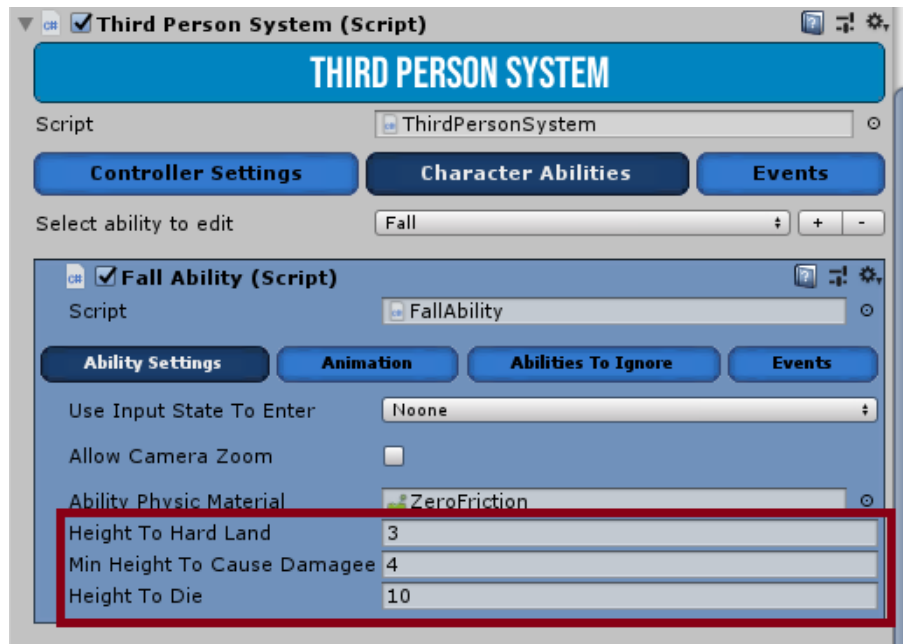 Third Person System (Script)
THIRD PERSON SYSTEM
Script ThirdPersonSystem
Controller Settings Character Abilities Events
Select ability to edit Fall + -
Fall Ability (Script)
Script FallAbility
Ability Settings Animation Abilities To Ignore Events
Use Input State To Enter Noone
Allow Camera Zoom
Ability Physic Material ZeroFriction
Height To Hard Land 3
Min Height To Cause Damagee 4
Height To Die 10